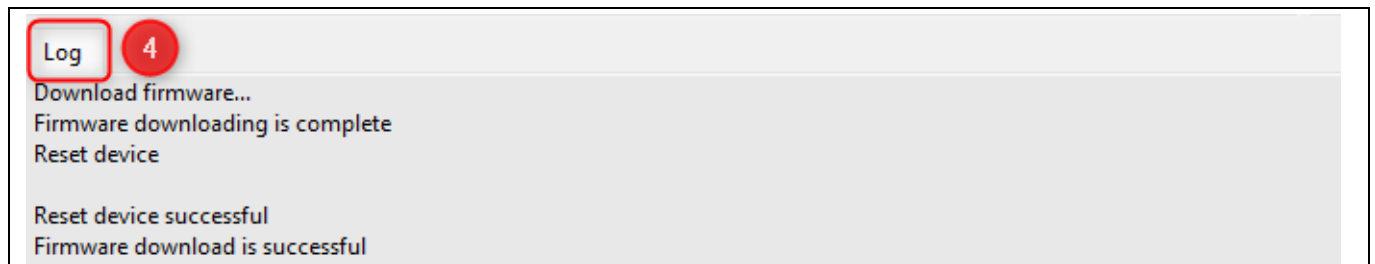 Log 4
Download firmware...
Firmware downloading is complete
Reset device
Reset device successful
Firmware download is successful